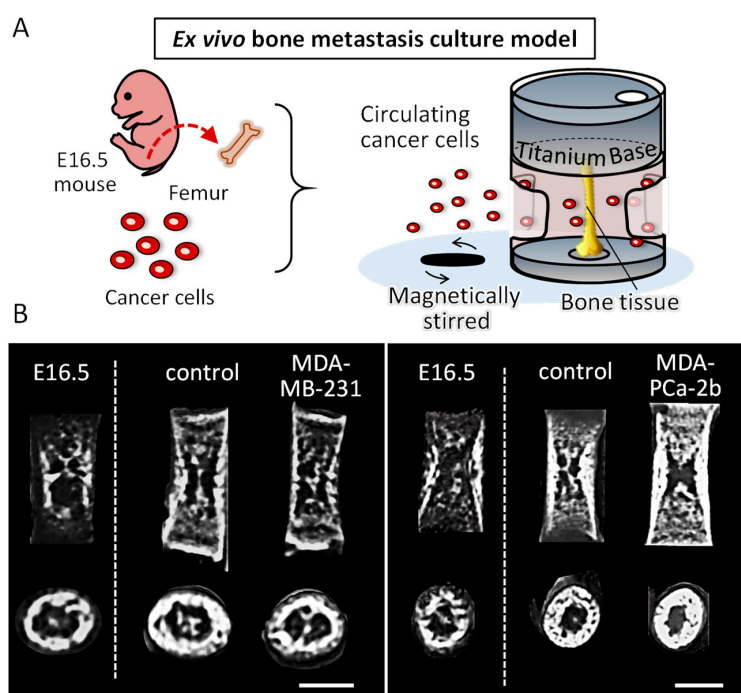 A
Ex vivo bone metastasis culture model
E16.5
mouse
Femur
Cancer cells
Circulating
cancer cells
Titanium Base
Magnetically
stirred
Bone tissue
B
E16.5
control
MDA-
MB-231
E16.5
control
MDA-
PCa-2b